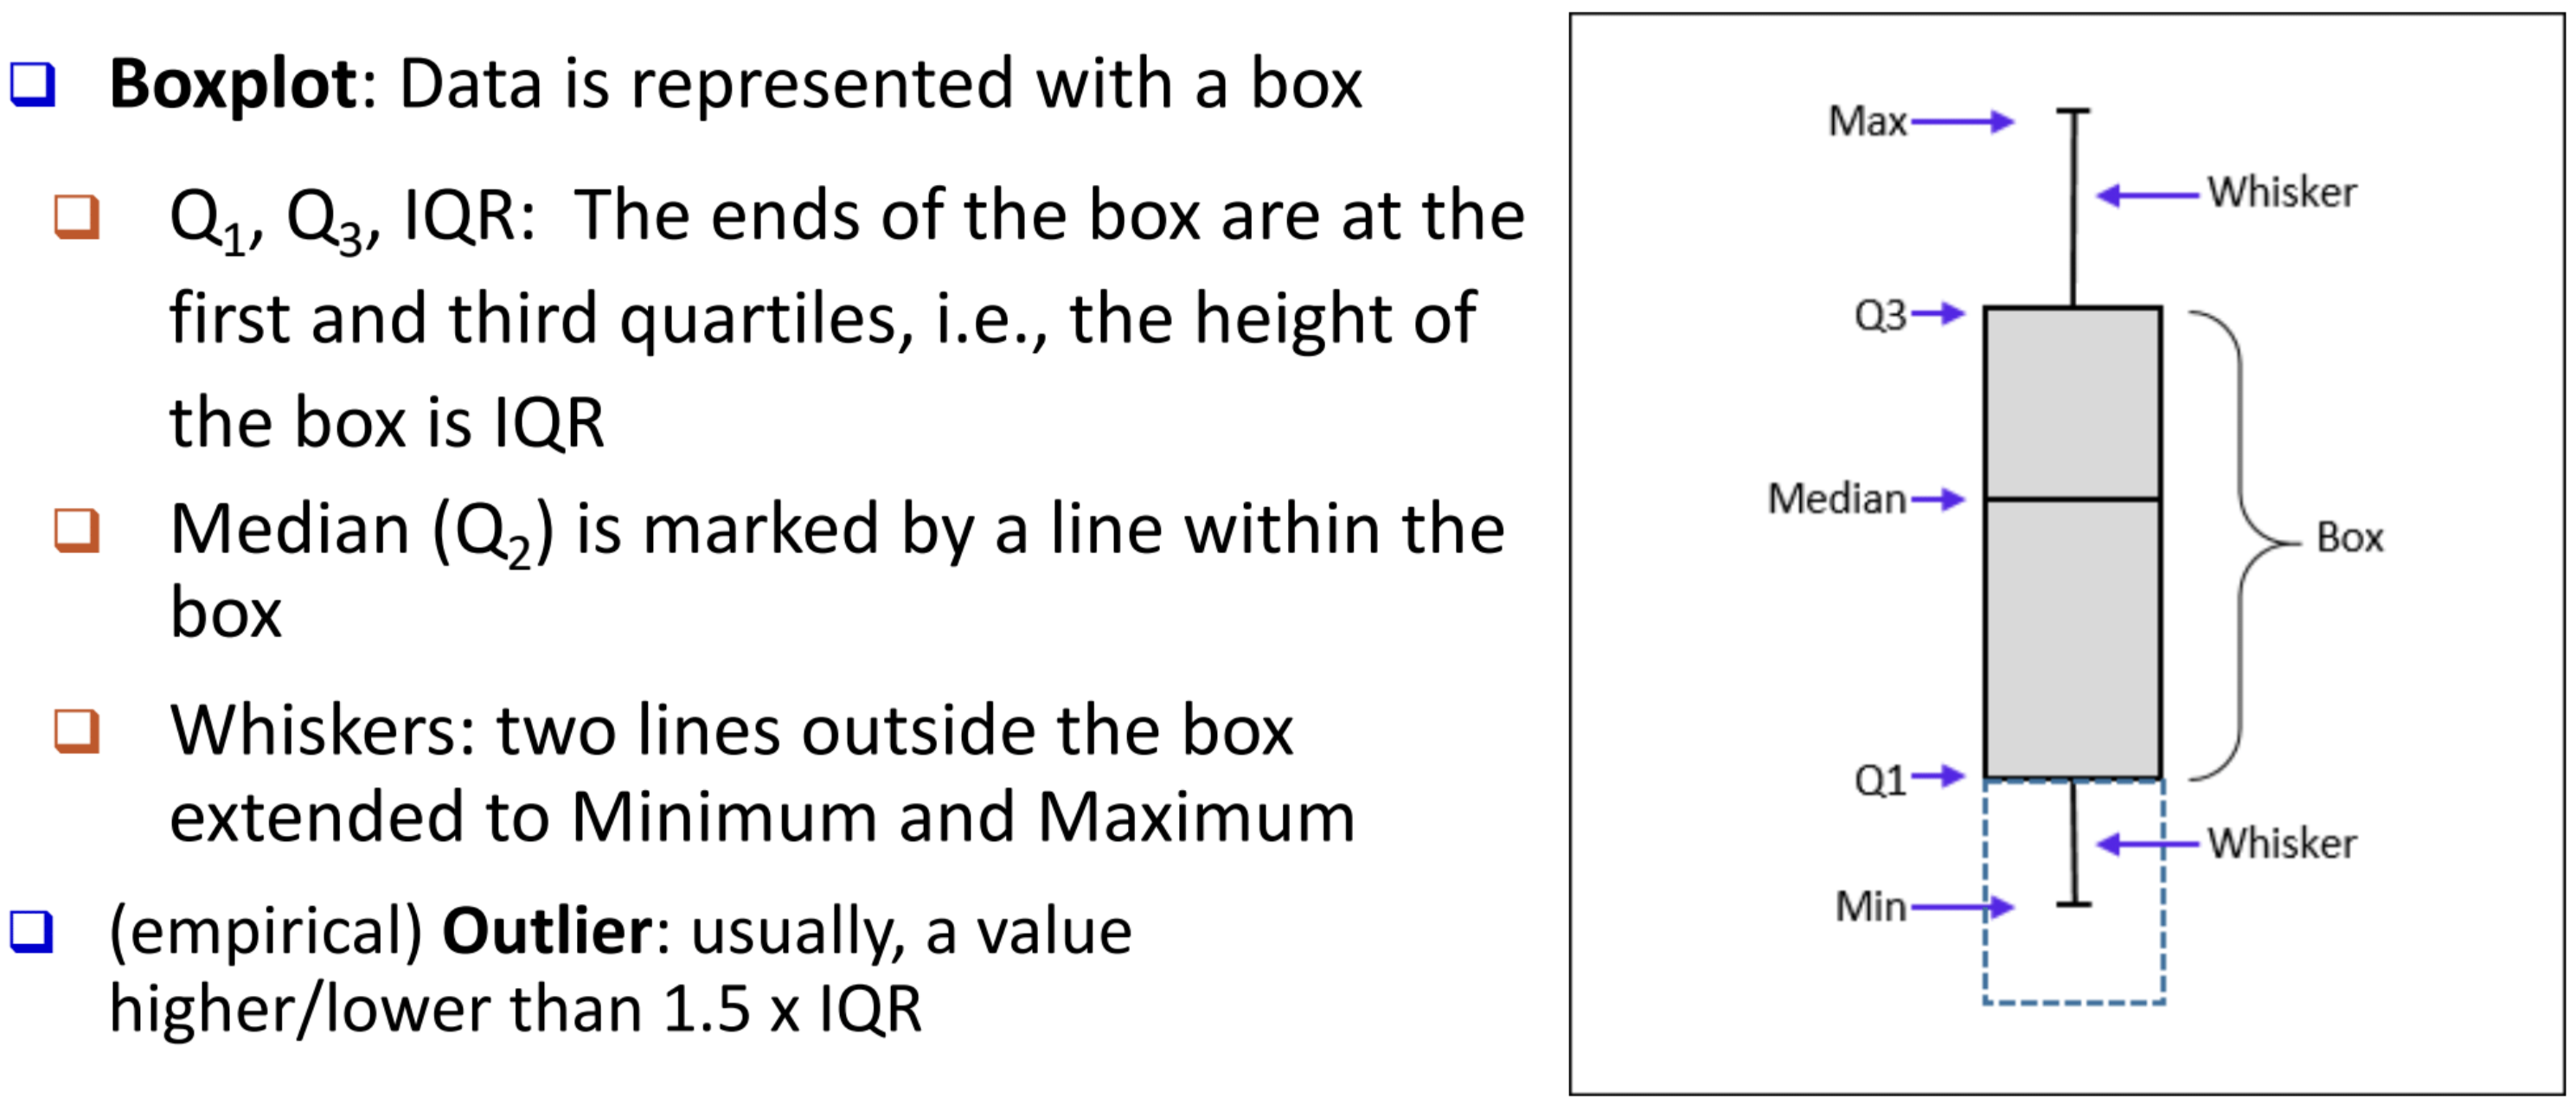 Boxplot: Data is represented with a box
Q1, Q3, IQR: The ends of the box are at the
first and third quartiles, i.e., the height of
the box is IQR
Median (Q2) is marked by a line within the
box
Whiskers: two lines outside the box
extended to Minimum and Maximum
(empirical) Outlier: usually, a value
higher/lower than 1.5 x IQR
Max
Whisker
Q3
Median
Box
Q1
Whisker
Min